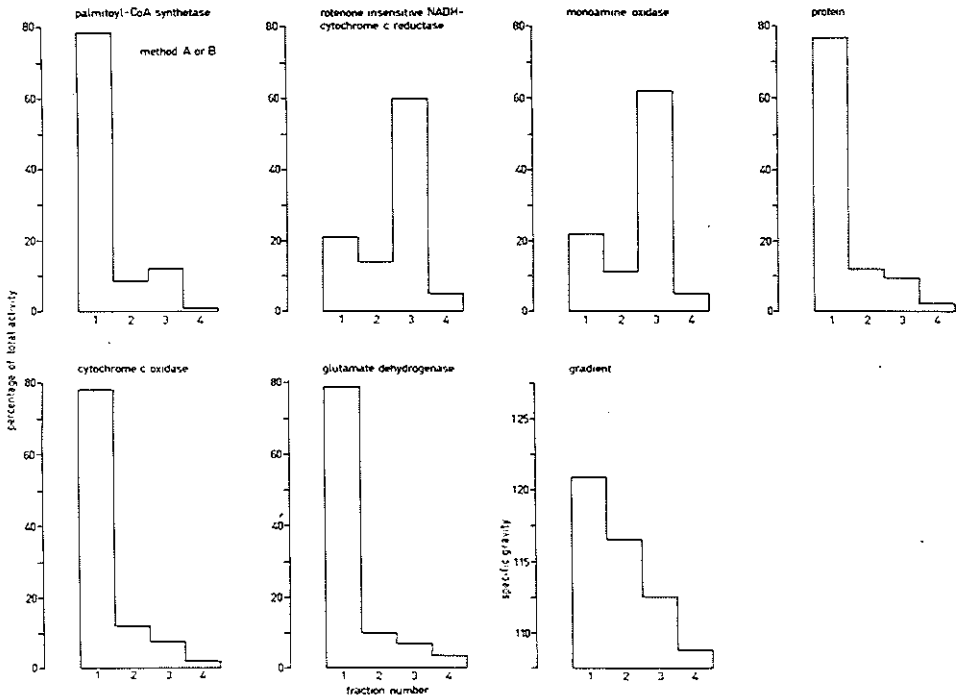 palmitoyl-CoA synthetase
method A or B
80
60
40
20
0
1 2 3 4
rotenone insensitive NADH-
cytochrome c reductase
80
60
40
20
0
1 2 3 4
monoamine oxidase
80
60
40
20
0
1 2 3 4
protein
80
60
40
20
0
1 2 3 4
percentage of total activity
cytochrome c oxidase
80
60
40
20
0
1 2 3 4
glutamate dehydrogenase
80
60
40
20
0
1 2 3 4
fraction number
gradient
specific gravity
125
120
115
110
1 2 3 4